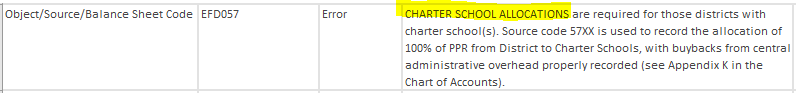 Object/Source/Balance Sheet Code EFD057 Error CHARTER SCHOOL ALLOCATIONS are required for those districts with
charter school(s). Source code 57XX is used to record the allocation of
100% of PPR from District to Charter Schools, with buybacks from central
administrative overhead properly recorded (see Appendix K in the
Chart of Accounts).